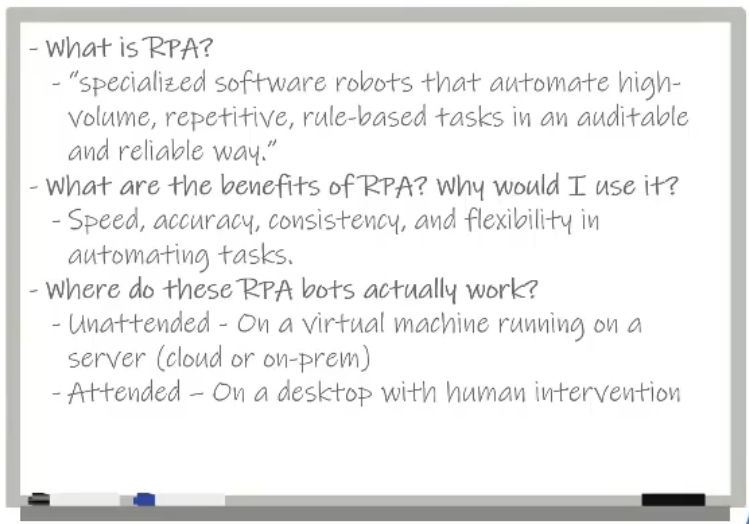 - What is RPA?
- "specialized software robots that automate high-
volume, repetitive, rule-based tasks in an auditable
and reliable way."
- What are the benefits of RPA? Why would I use it?
- Speed, accuracy, consistency, and flexibility in
automating tasks.
- Where do these RPA bots actually work?
- Unattended - On a virtual machine running on a
server (cloud or on-prem)
- Attended – On a desktop with human intervention